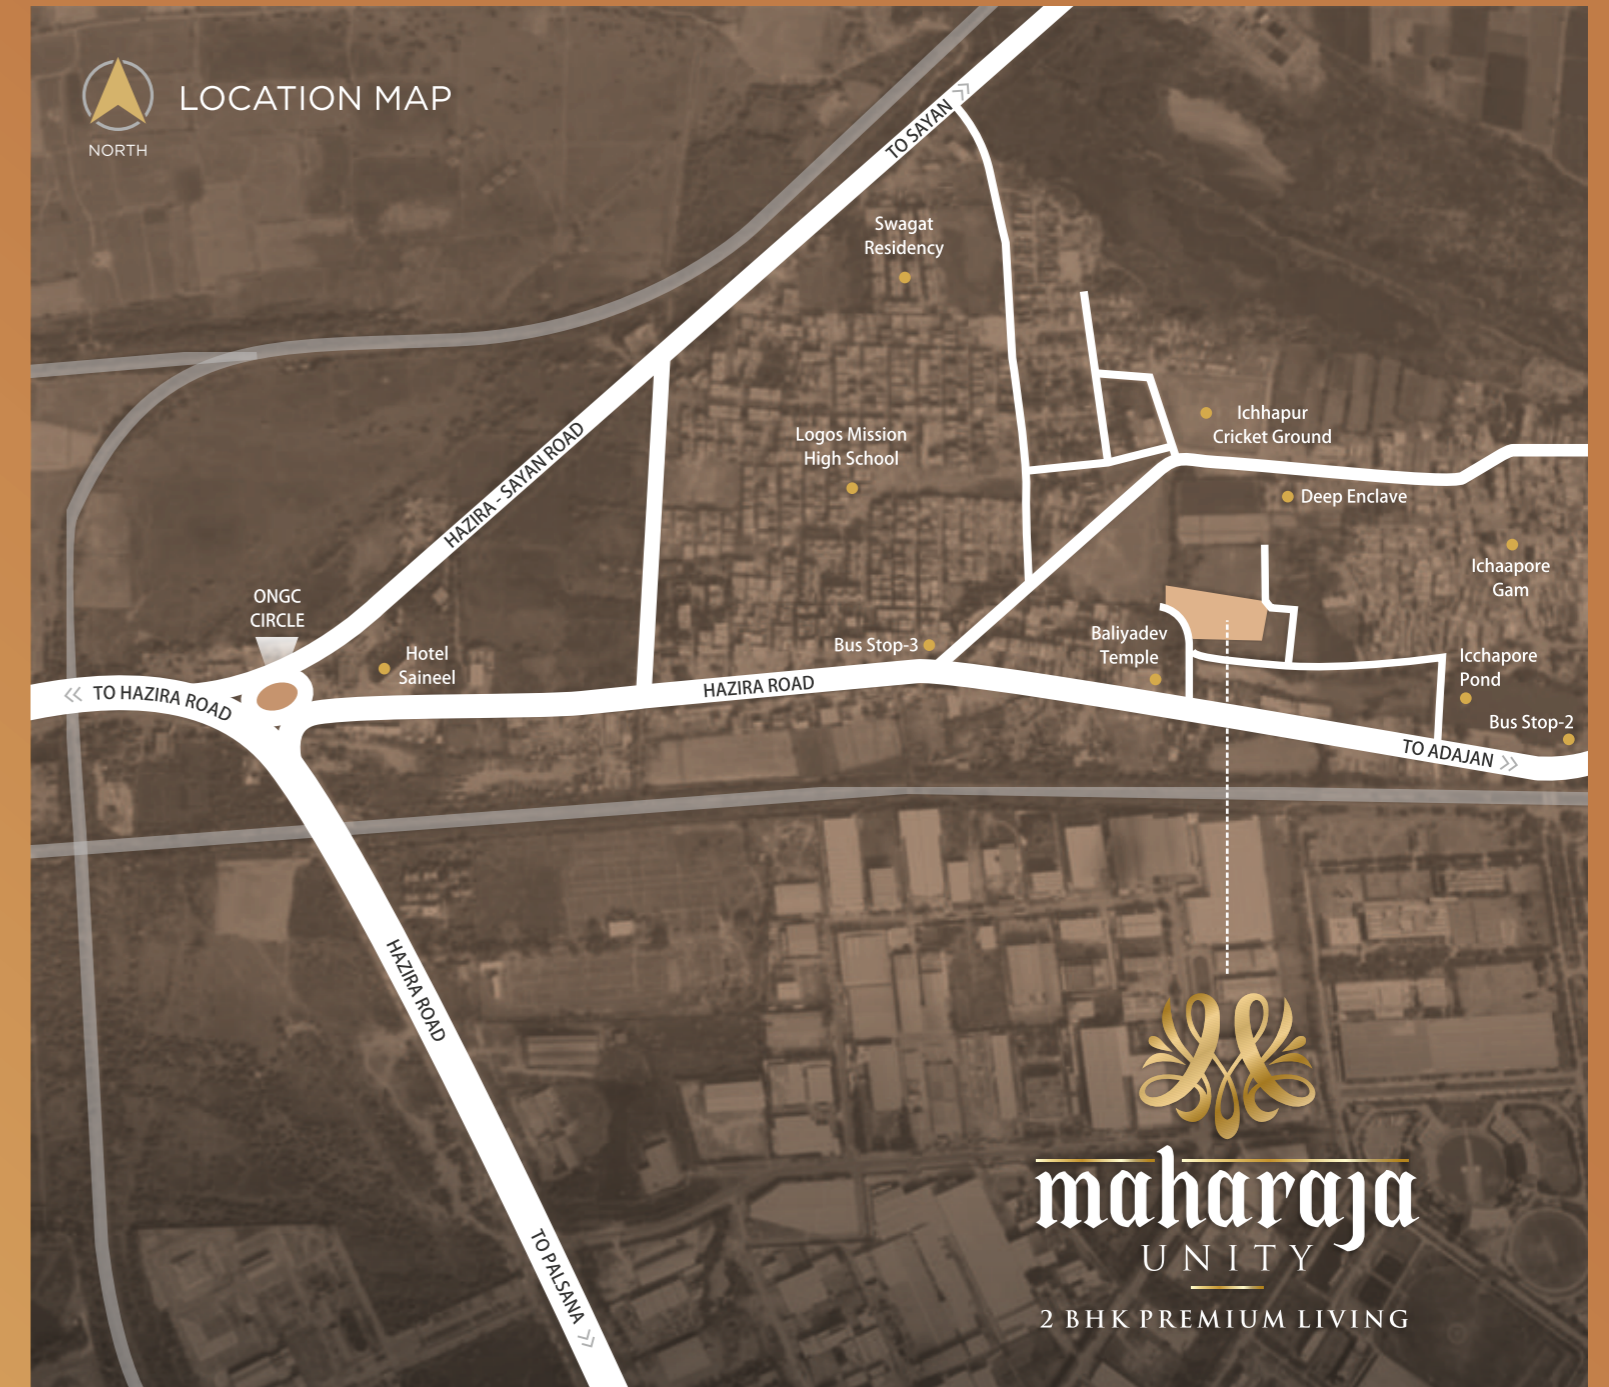 LOCATION MAP
NORTH
TO SAYAN
Swagat
Residency
Ichhapur
Cricket Ground
Logos Mission
High School
HAZIRA - SAYAN ROAD
Deep Enclave
Ichaapore
Gam
ONGC
CIRCLE
Hotel
Saineel
Bus Stop-3
Baliyadev
Temple
Icchapore
Pond
TO HAZIRA ROAD
HAZIRA ROAD
Bus Stop-2
TO ADAJAN
HAZIRA ROAD
TO PALSANA
maharaja
UNITY
2 BHK PREMIUM LIVING